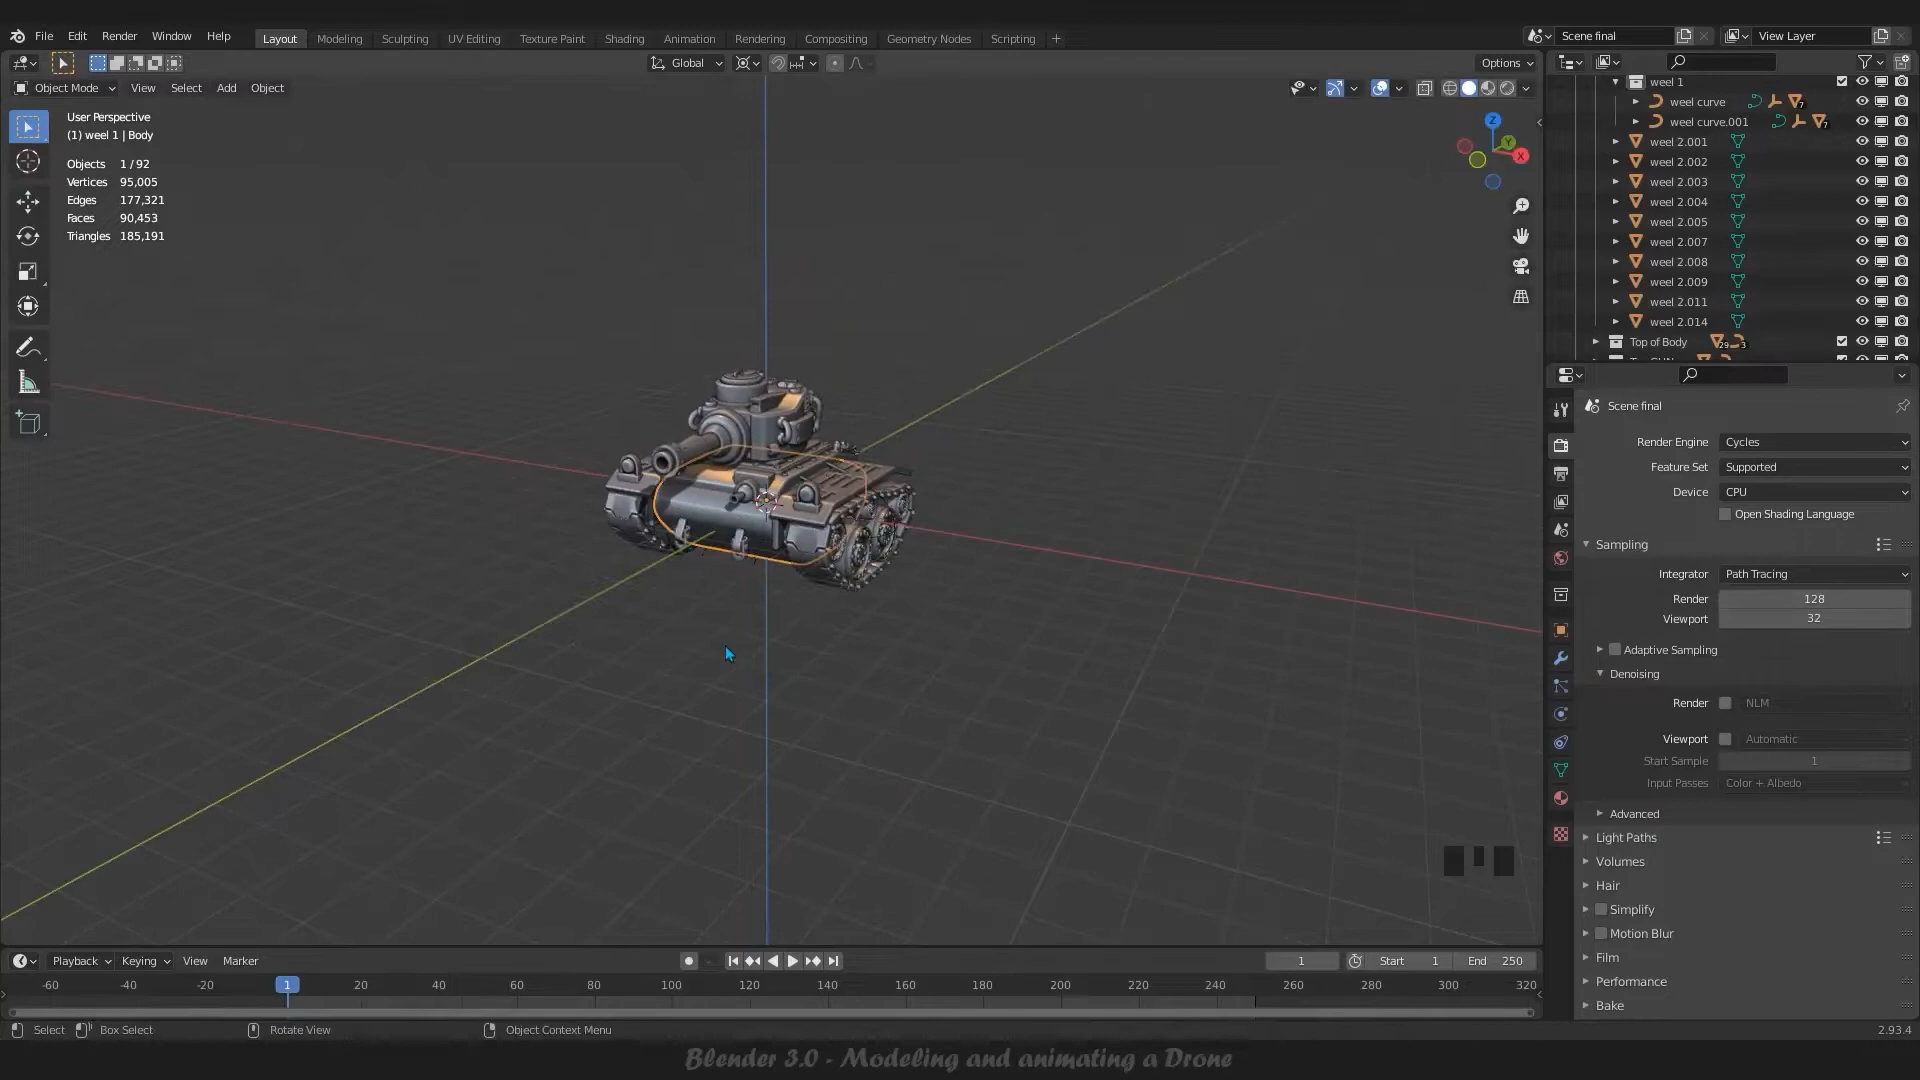 File Edit Render Window Help Layout Modeling Sculpting UV Editing Texture Paint Shading Animation Rendering Compositing Geometry Nodes Scripting + Scene final View Layer
Global Options
Object Mode View Select Add Object
User Perspective
(1) weel 1 | Body
Objects 1 / 92
Vertices 95,005
Edges 177,321
Faces 90,453
Triangles 185,191
Z
Y
X
weel 1
weel curve 7
weel curve.001 7
weel 2.001
weel 2.002
weel 2.003
weel 2.004
weel 2.005
weel 2.007
weel 2.008
weel 2.009
weel 2.011
weel 2.014
Top of Body 29 3
Scene final
Render Engine Cycles
Feature Set Supported
Device CPU
Open Shading Language
Sampling
Integrator Path Tracing
Render 128
Viewport 32
Adaptive Sampling
Denoising
Render NLM
Viewport Automatic
Start Sample 1
Input Passes Color + Albedo
Advanced
Light Paths
Volumes
Hair
Simplify
Motion Blur
Film
Performance
Bake
Playback Keying View Marker 1 Start 1 End 250
-60 -40 -20 1 20 40 60 80 100 120 140 160 180 200 220 240 260 280 300 320
Select Box Select Rotate View Object Context Menu 2.93.4
Blender 3.0 - Modeling and animating a Drone